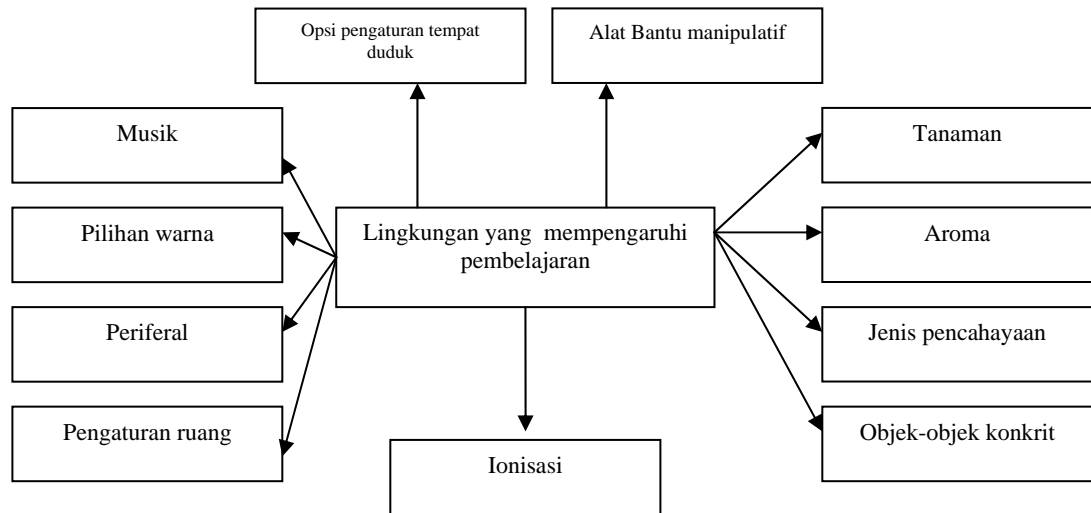 Opsi pengaturan tempat
duduk
Alat Bantu manipulatif
Musik
Tanaman
Pilihan warna
Lingkungan yang mempengaruhi
pembelajaran
Aroma
Periferal
Jenis pencahayaan
Pengaturan ruang
Objek-objek konkrit
Ionisasi